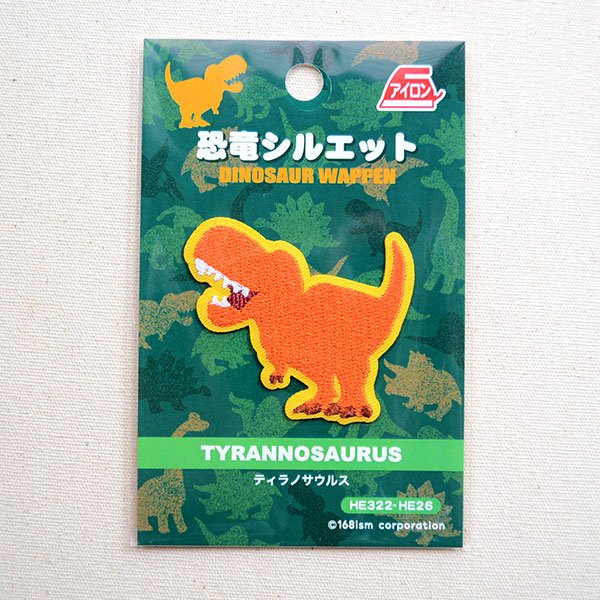 アイロン
恐竜シルエット
DINOSAUR WAPPEN
TYRANNOSAURUS
ティラノサウルス
HE322-HE26
©168ism corporation